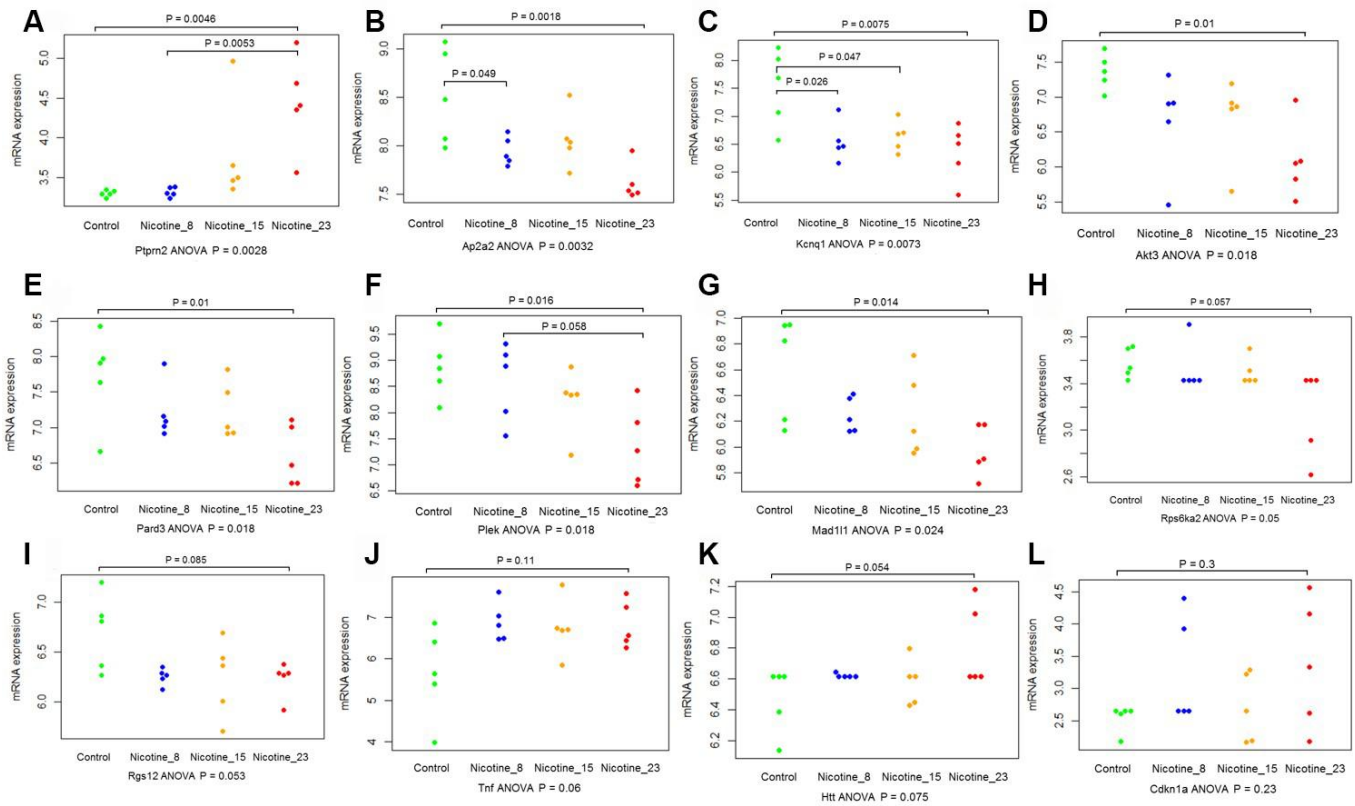 A
P = 0.0046
P = 0.0053
mRNA expression
5.0
4.5
4.0
3.5
Control Nicotine_8 Nicotine_15 Nicotine_23
Ptprn2 ANOVA P = 0.0028
B
P = 0.0018
P = 0.049
mRNA expression
9.0
8.5
8.0
7.5
Control Nicotine_8 Nicotine_15 Nicotine_23
Ap2a2 ANOVA P = 0.0032
C
P = 0.0075
P = 0.047
P = 0.026
mRNA expression
8.0
7.5
7.0
6.5
6.0
5.5
Control Nicotine_8 Nicotine_15 Nicotine_23
Kcnq1 ANOVA P = 0.0073
D
P = 0.01
mRNA expression
7.5
7.0
6.5
6.0
5.5
Control Nicotine_8 Nicotine_15 Nicotine_23
Akt3 ANOVA P = 0.018
E
P = 0.01
mRNA expression
8.5
8.0
7.5
7.0
6.5
Control Nicotine_8 Nicotine_15 Nicotine_23
Pard3 ANOVA P = 0.018
F
P = 0.016
P = 0.058
mRNA expression
9.5
9.0
8.5
8.0
7.5
7.0
6.5
Control Nicotine_8 Nicotine_15 Nicotine_23
Plek ANOVA P = 0.018
G
P = 0.014
mRNA expression
7.0
6.8
6.6
6.4
6.2
6.0
5.8
Control Nicotine_8 Nicotine_15 Nicotine_23
Mad1l1 ANOVA P = 0.024
H
P = 0.057
mRNA expression
3.8
3.4
3.0
2.6
Control Nicotine_8 Nicotine_15 Nicotine_23
Rps6ka2 ANOVA P = 0.05
I
P = 0.085
mRNA expression
7.0
6.5
6.0
Control Nicotine_8 Nicotine_15 Nicotine_23
Rgs12 ANOVA P = 0.053
J
P = 0.11
mRNA expression
7
6
5
4
Control Nicotine_8 Nicotine_15 Nicotine_23
Tnf ANOVA P = 0.06
K
P = 0.054
mRNA expression
7.2
7.0
6.8
6.6
6.4
6.2
Control Nicotine_8 Nicotine_15 Nicotine_23
Htt ANOVA P = 0.075
L
P = 0.3
mRNA expression
4.5
4.0
3.5
3.0
2.5
Control Nicotine_8 Nicotine_15 Nicotine_23
Cdkn1a ANOVA P = 0.23